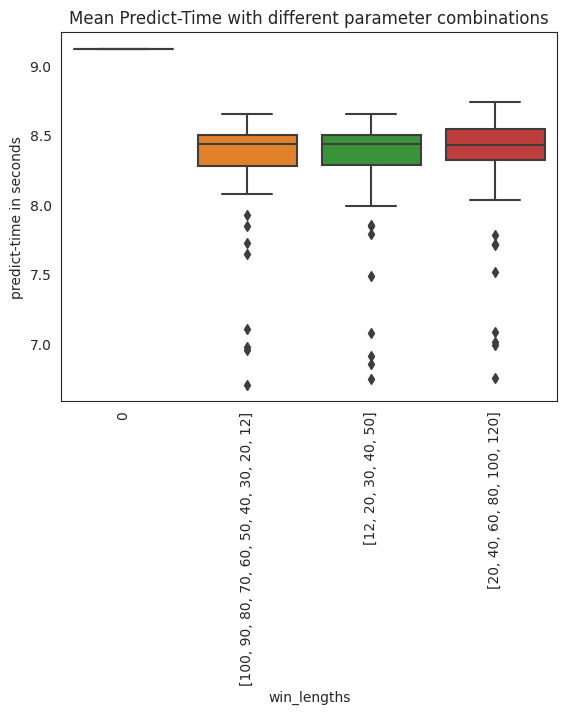 Mean Predict-Time with different parameter combinations
predict-time in seconds
9.0
8.5
8.0
7.5
7.0
0
[100, 90, 80, 70, 60, 50, 40, 30, 20, 12]
[12, 20, 30, 40, 50]
[20, 40, 60, 80, 100, 120]
win_lengths